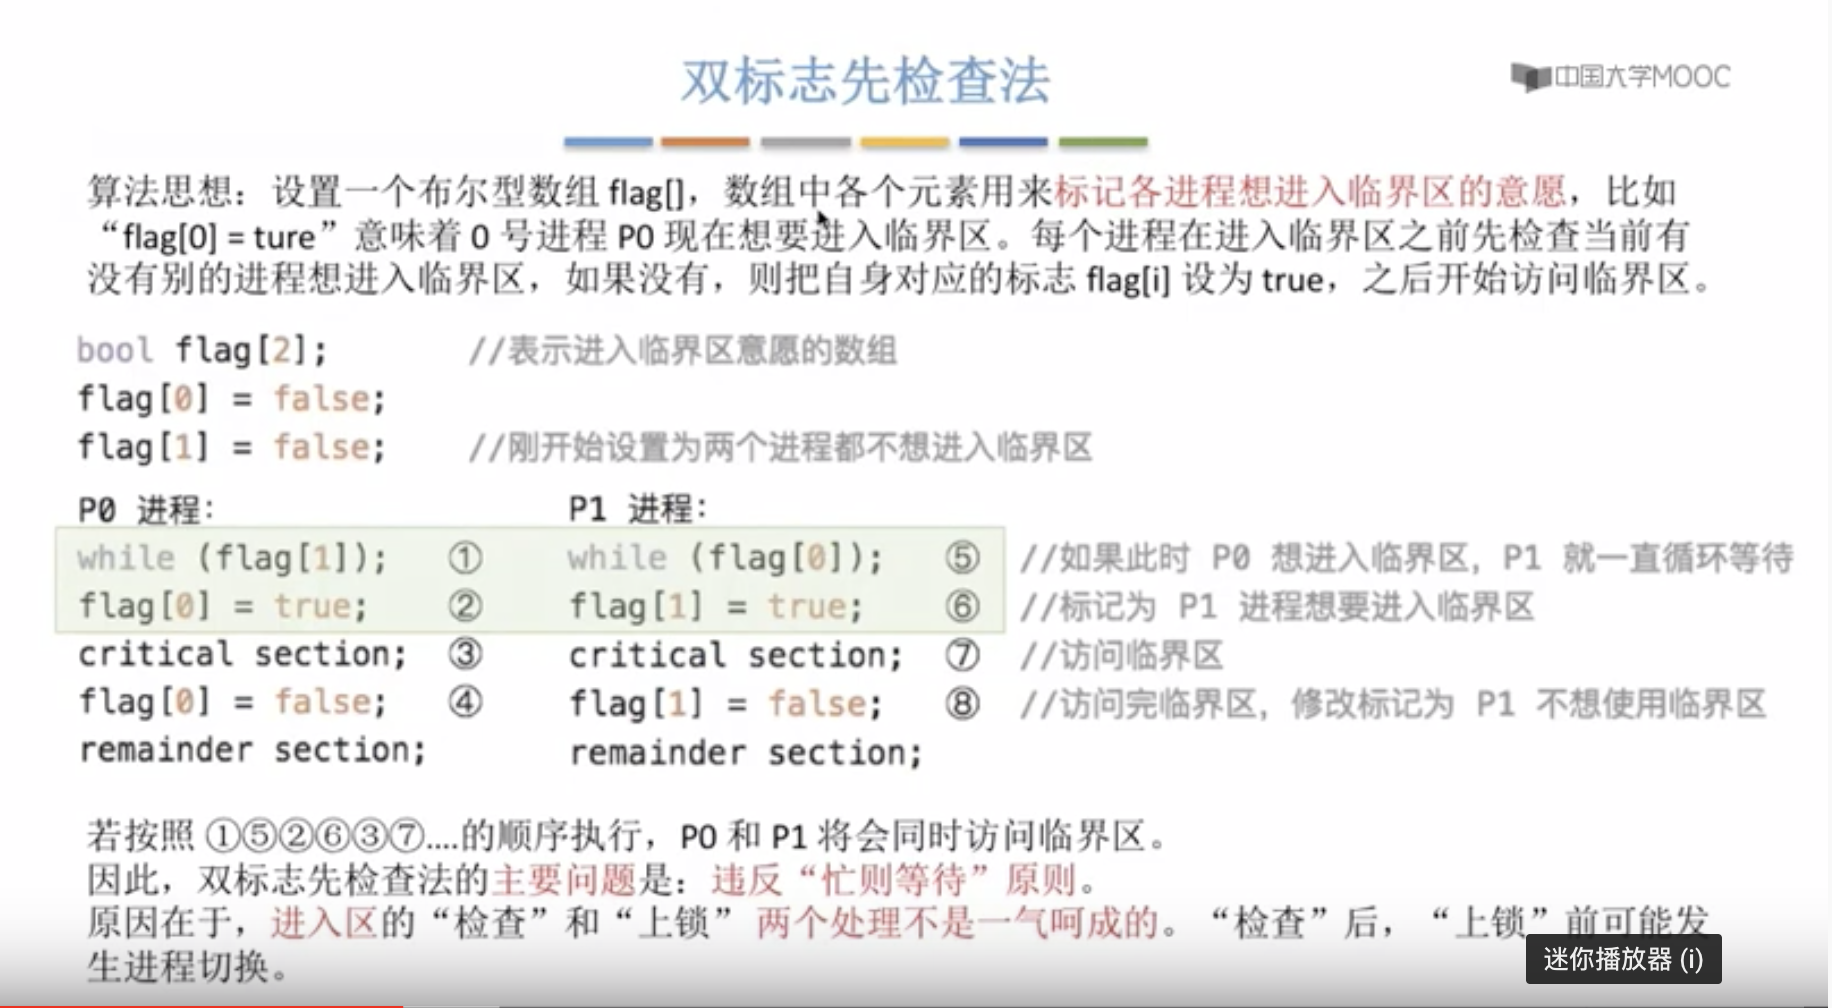 双标志先检查法
中国大学MOOC
算法思想：设置一个布尔型数组 flag[]，数组中各个元素用来标记各进程想进入临界区的意愿，比如
“flag[0] = ture”意味着 0 号进程 P0 现在想要进入临界区。每个进程在进入临界区之前先检查当前有
没有别的进程想进入临界区，如果没有，则把自身对应的标志 flag[i] 设为 true，之后开始访问临界区。
bool flag[2]; //表示进入临界区意愿的数组
flag[0] = false;
flag[1] = false; //刚开始设置为两个进程都不想进入临界区
P0 进程： P1 进程：
while (flag[1]); ① while (flag[0]); ⑤ //如果此时 P0 想进入临界区，P1 就一直循环等待
flag[0] = true; ② flag[1] = true; ⑥ //标记为 P1 进程想要进入临界区
critical section; ③ critical section; ⑦ //访问临界区
flag[0] = false; ④ flag[1] = false; ⑧ //访问完临界区，修改标记为 P1 不想使用临界区
remainder section; remainder section;
若按照 ①⑤②⑥③⑦....的顺序执行，P0 和 P1 将会同时访问临界区。
因此，双标志先检查法的主要问题是：违反“忙则等待”原则。
原因在于，进入区的“检查”和“上锁” 两个处理不是一气呵成的。“检查”后，“上锁”前可能发
生进程切换。
迷你播放器 (i)